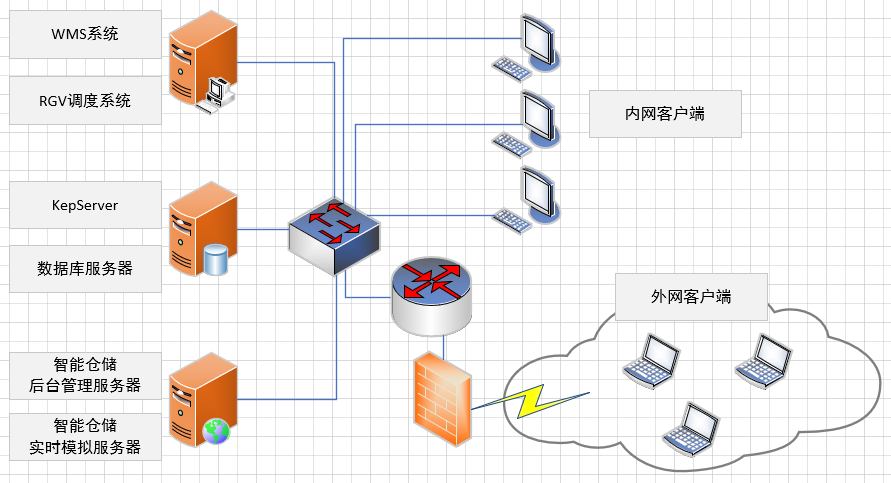 WMS系统
RGV调度系统
内网客户端
KepServer
数据库服务器
外网客户端
智能仓储
后台管理服务器
智能仓储
实时模拟服务器